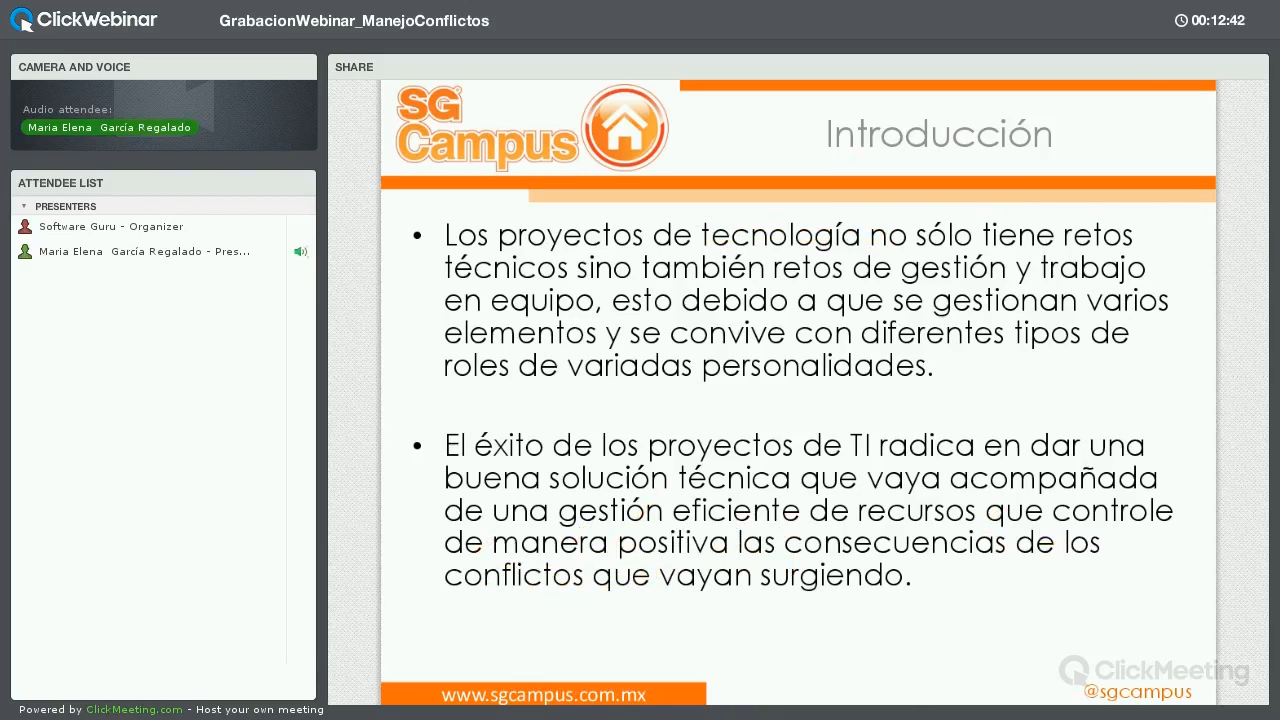 ClickWebinar
GrabacionWebinar_ManejoConflictos
00:12:42
CAMERA AND VOICE
Audio attendee:
Maria Elena García Regalado
ATTENDEE LIST
PRESENTERS
Software Guru - Organizer
Maria Elena García Regalado - Pres...
SHARE
SG
Campus
Introducción
• Los proyectos de tecnología no sólo tiene retos
técnicos sino también retos de gestión y trabajo
en equipo, esto debido a que se gestionan varios
elementos y se convive con diferentes tipos de
roles de variadas personalidades.
• El éxito de los proyectos de TI radica en dar una
buena solución técnica que vaya acompañada
de una gestión eficiente de recursos que controle
de manera positiva las consecuencias de los
conflictos que vayan surgiendo.
ClickMeeting
www.sgcampus.com.mx
@sgcampus
Powered by ClickMeeting.com - Host your own meeting